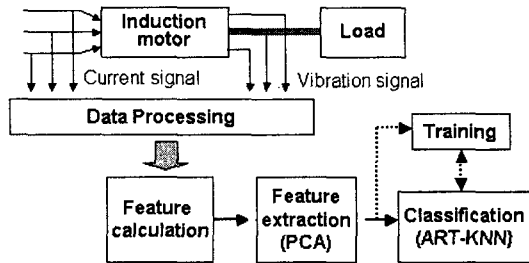 Induction
motor
Load
Current signal
Vibration signal
Data Processing
Training
Feature
calculation
Feature
extraction
(PCA)
Classification
(ART-KNN)